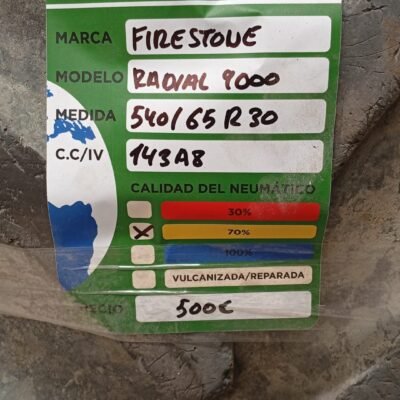 MARCA FIRESTONE
MODELO RADIAL 9000
MEDIDA 540/65 R 30
C.C/IV 143A8
CALIDAD DEL NEUMÁTICO
30%
X 70%
100%
VULCANIZADA/REPARADA
PRECIO 500€